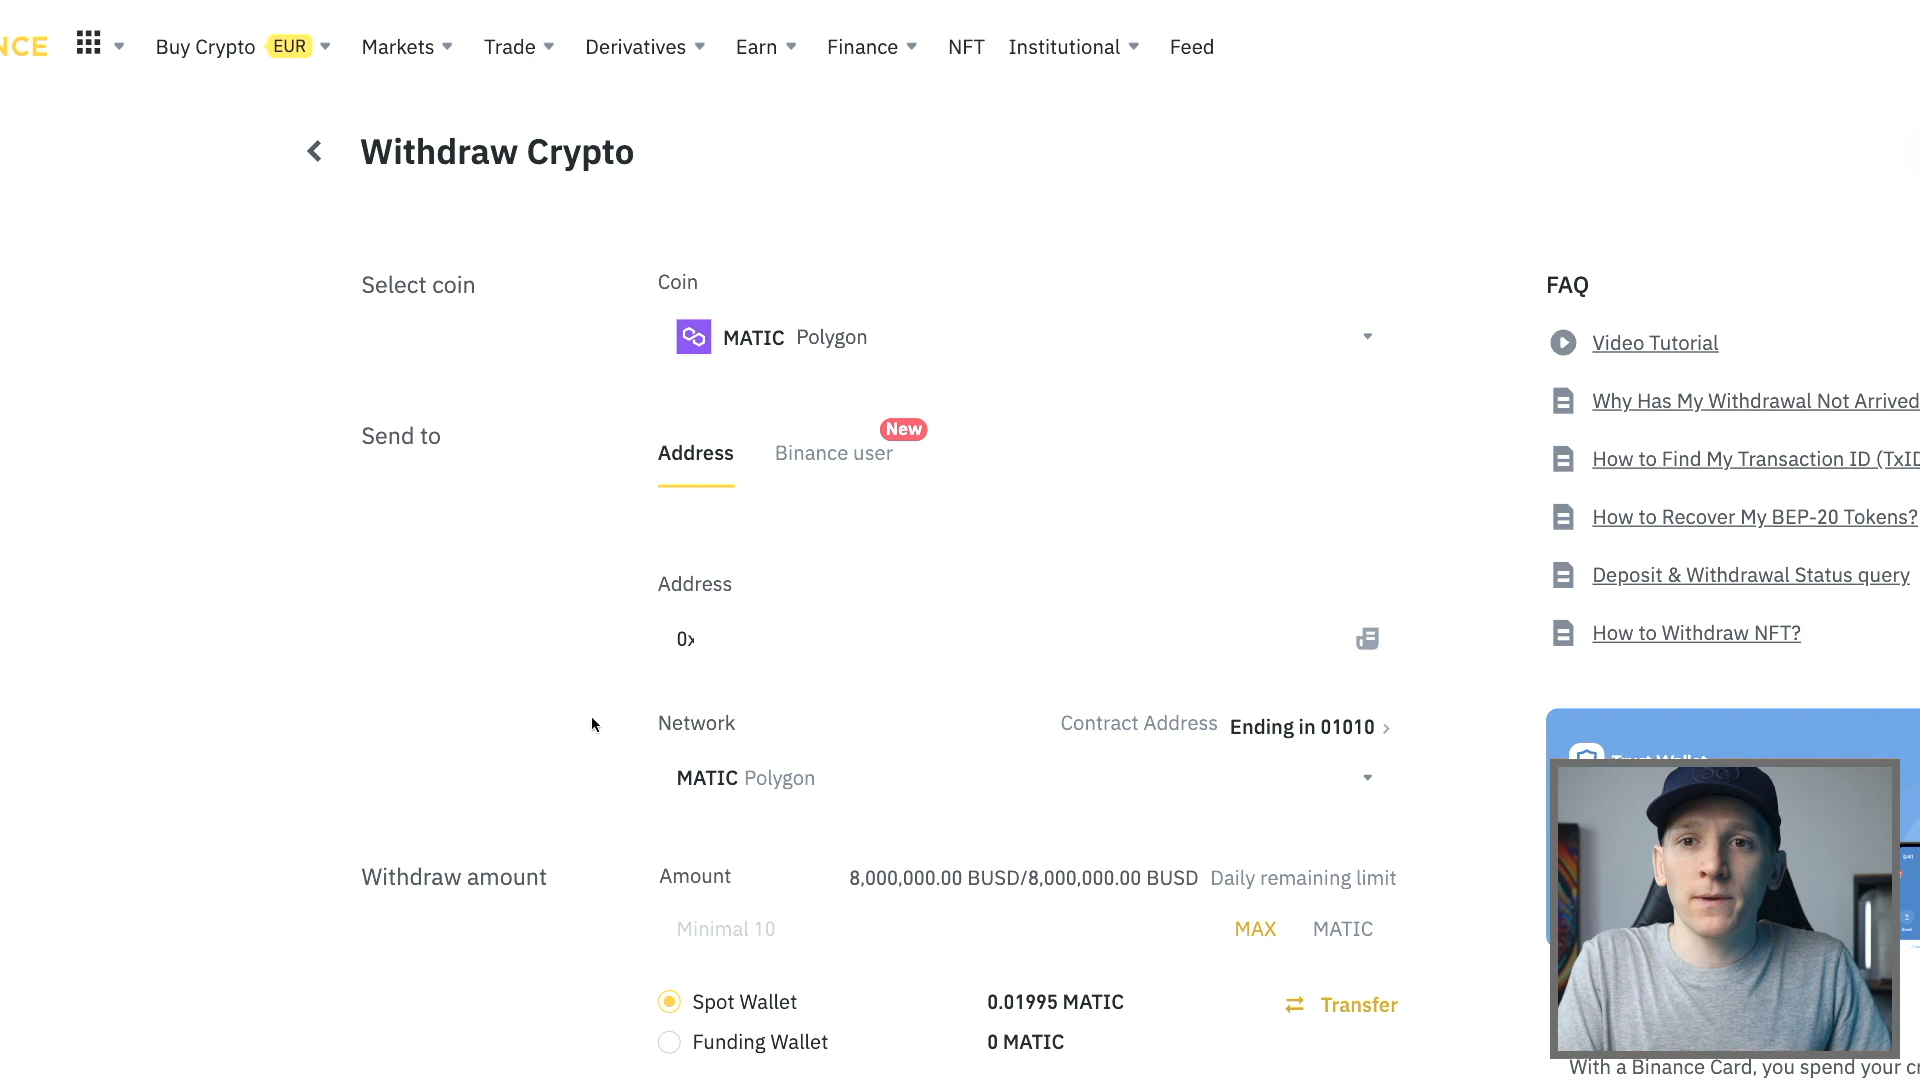 NCE
Buy Crypto EUR Markets Trade Derivatives Earn Finance NFT Institutional Feed
Withdraw Crypto
Select coin
Coin
MATIC Polygon
Send to
Address
Binance user
New
Address
0x
Network
Contract Address Ending in 01010
MATIC Polygon
Withdraw amount
Amount
8,000,000.00 BUSD/8,000,000.00 BUSD Daily remaining limit
Minimal 10
MAX MATIC
Spot Wallet
0.01995 MATIC
Transfer
Funding Wallet
0 MATIC
FAQ
Video Tutorial
Why Has My Withdrawal Not Arrived
How to Find My Transaction ID (TxID
How to Recover My BEP-20 Tokens?
Deposit & Withdrawal Status query
How to Withdraw NFT?
Trust Wallet
With a Binance Card, you spend your cr